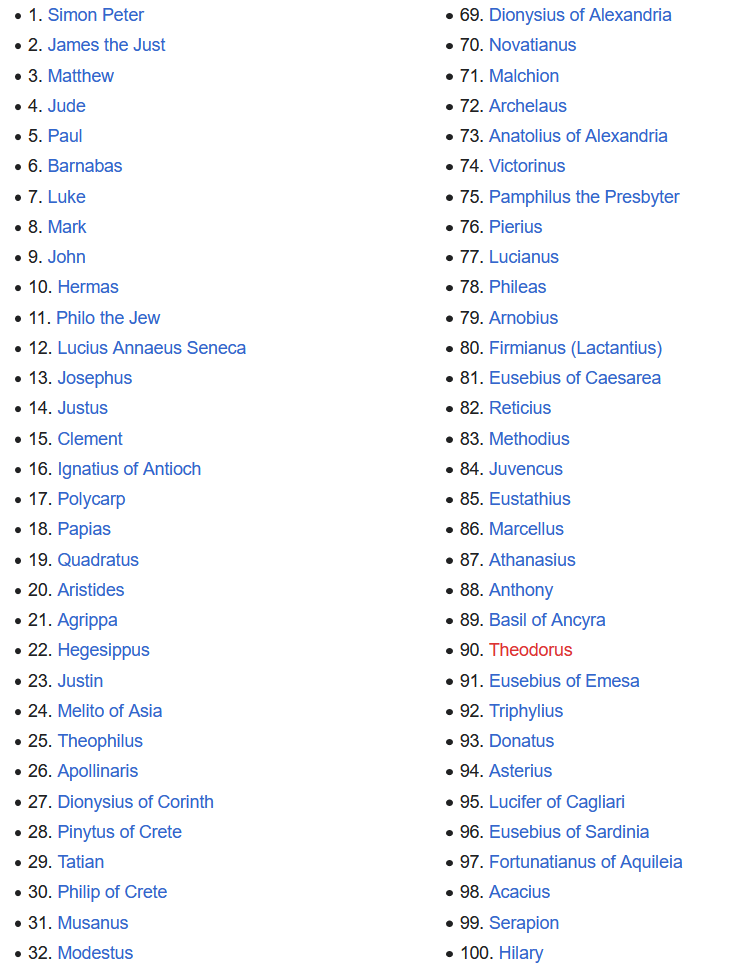 • 1. Simon Peter
• 2. James the Just
• 3. Matthew
• 4. Jude
• 5. Paul
• 6. Barnabas
• 7. Luke
• 8. Mark
• 9. John
• 10. Hermas
• 11. Philo the Jew
• 12. Lucius Annaeus Seneca
• 13. Josephus
• 14. Justus
• 15. Clement
• 16. Ignatius of Antioch
• 17. Polycarp
• 18. Papias
• 19. Quadratus
• 20. Aristides
• 21. Agrippa
• 22. Hegesippus
• 23. Justin
• 24. Melito of Asia
• 25. Theophilus
• 26. Apollinaris
• 27. Dionysius of Corinth
• 28. Pinytus of Crete
• 29. Tatian
• 30. Philip of Crete
• 31. Musanus
• 32. Modestus
• 69. Dionysius of Alexandria
• 70. Novatianus
• 71. Malchion
• 72. Archelaus
• 73. Anatolius of Alexandria
• 74. Victorinus
• 75. Pamphilus the Presbyter
• 76. Pierius
• 77. Lucianus
• 78. Phileas
• 79. Arnobius
• 80. Firmianus (Lactantius)
• 81. Eusebius of Caesarea
• 82. Reticius
• 83. Methodius
• 84. Juvencus
• 85. Eustathius
• 86. Marcellus
• 87. Athanasius
• 88. Anthony
• 89. Basil of Ancyra
• 90. Theodorus
• 91. Eusebius of Emesa
• 92. Triphylius
• 93. Donatus
• 94. Asterius
• 95. Lucifer of Cagliari
• 96. Eusebius of Sardinia
• 97. Fortunatianus of Aquileia
• 98. Acacius
• 99. Serapion
• 100. Hilary